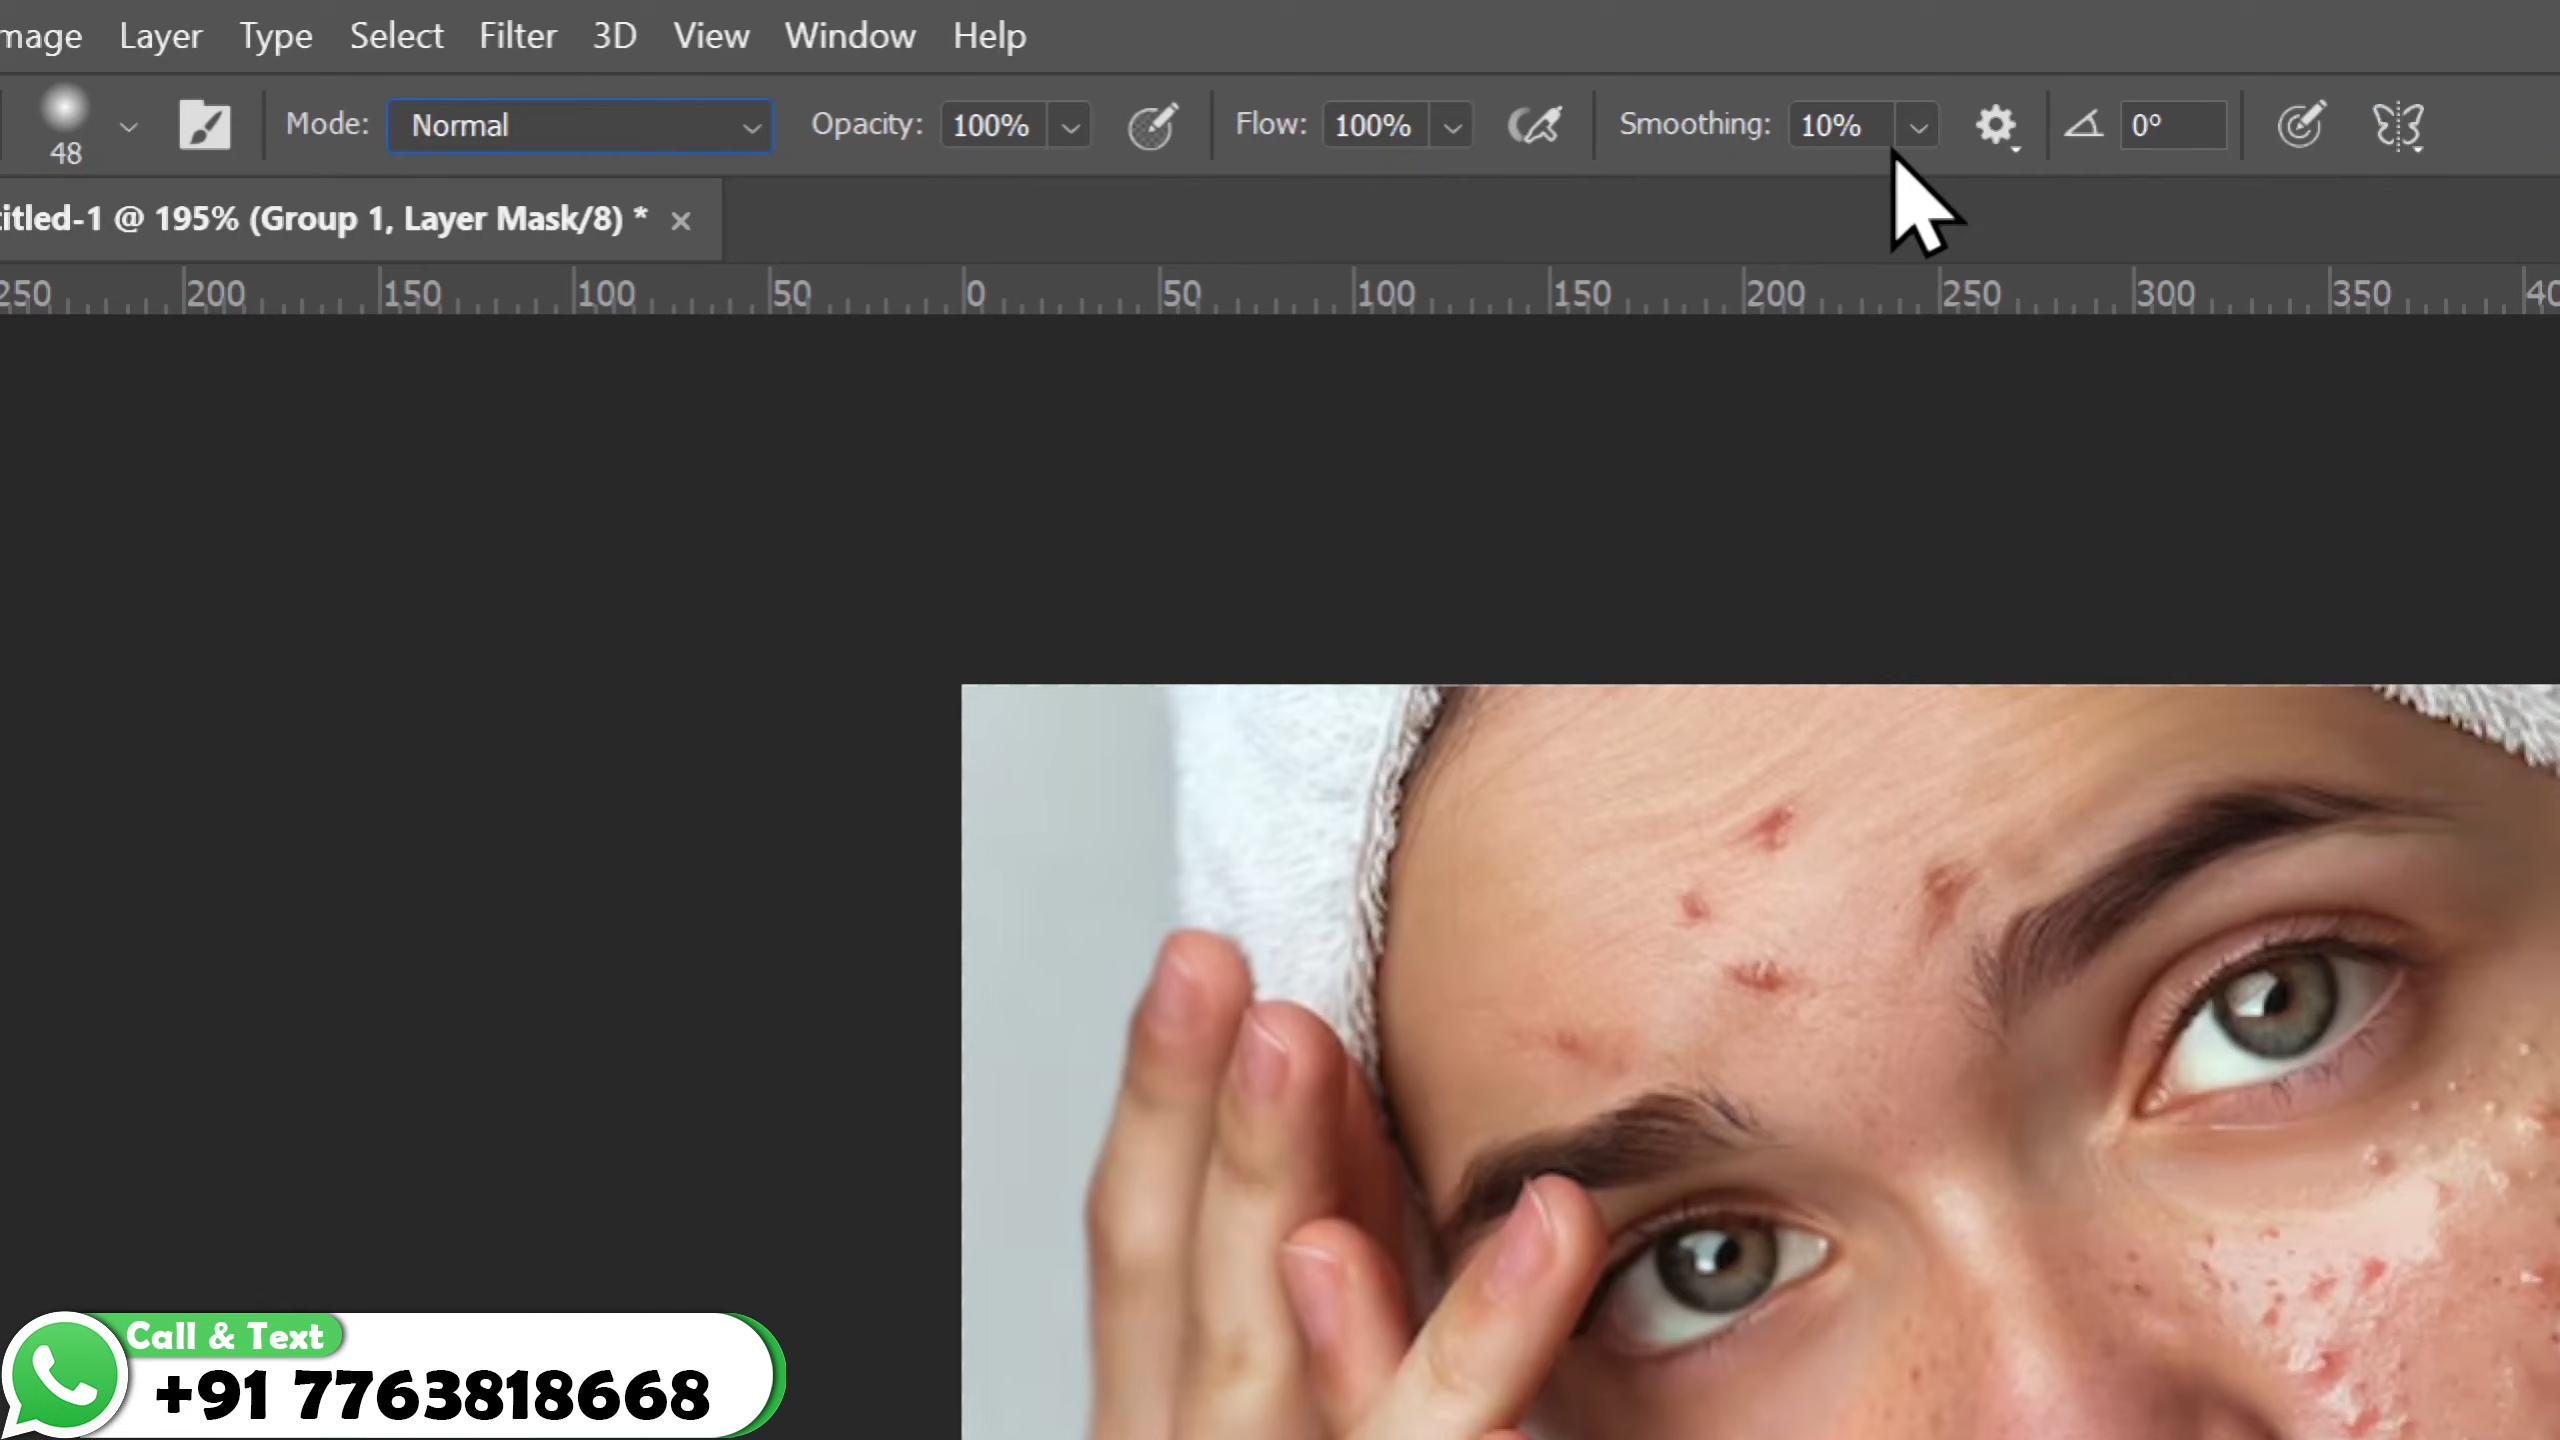 mage Layer Type Select Filter 3D View Window Help
48 Mode: Normal Opacity: 100% Flow: 100% Smoothing: 10% 0°
titled-1 @ 195% (Group 1, Layer Mask/8) * ×
250 200 150 100 50 0 50 100 150 200 250 300 350 40
Call & Text
+91 7763818668